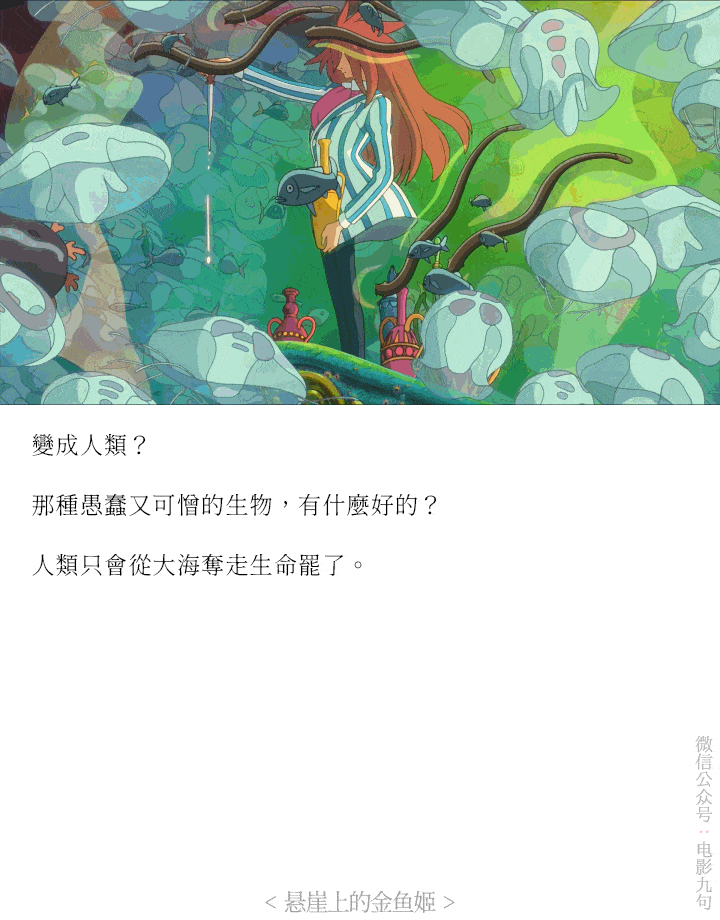 變成人類？
那種愚蠢又可憎的生物，有什麼好的？
人類只會從大海奪走生命罷了。
微信公众号：电影九句
< 悬崖上的金鱼姬 >